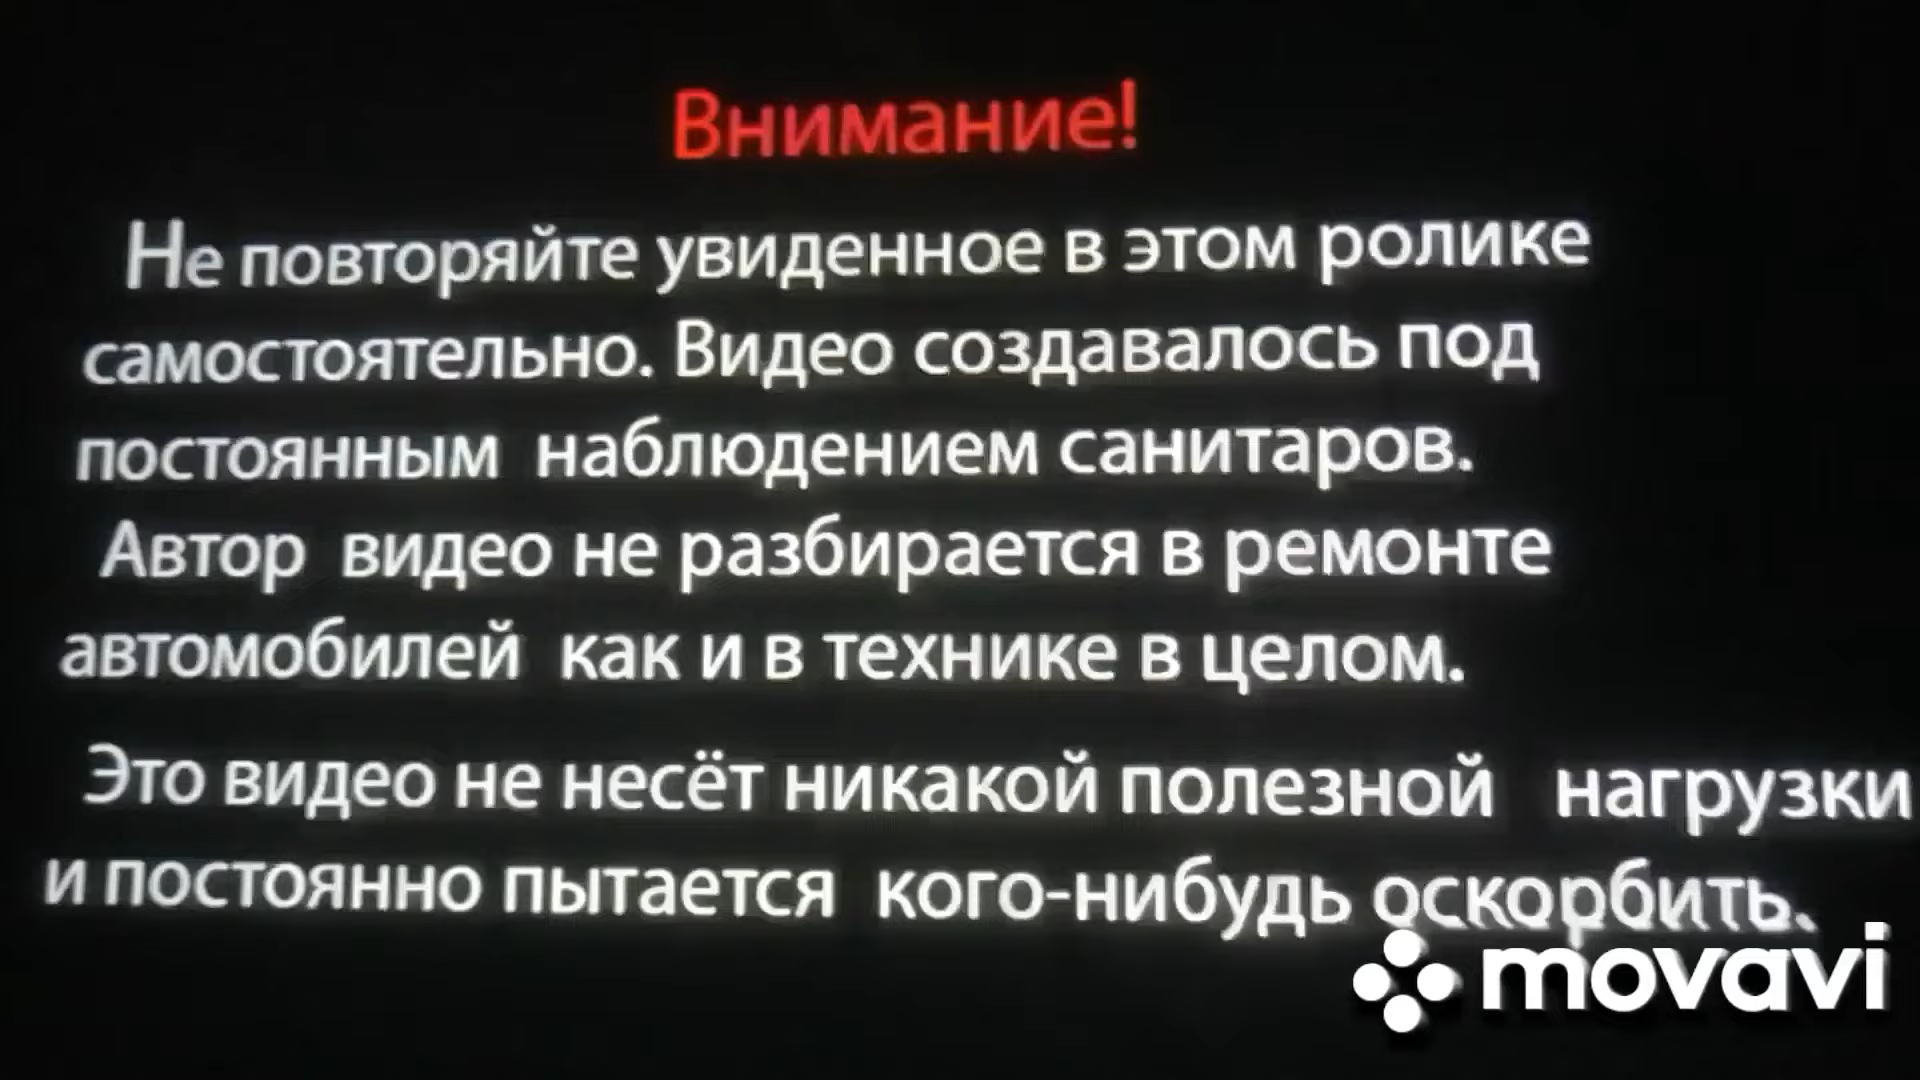 Внимание!
Не повторяйте увиденное в этом ролике
самостоятельно. Видео создавалось под
постоянным наблюдением санитаров.
Автор видео не разбирается в ремонте
автомобилей как и в технике в целом.
Это видео не несёт никакой полезной нагрузки
и постоянно пытается кого-нибудь оскорбить.
movavi